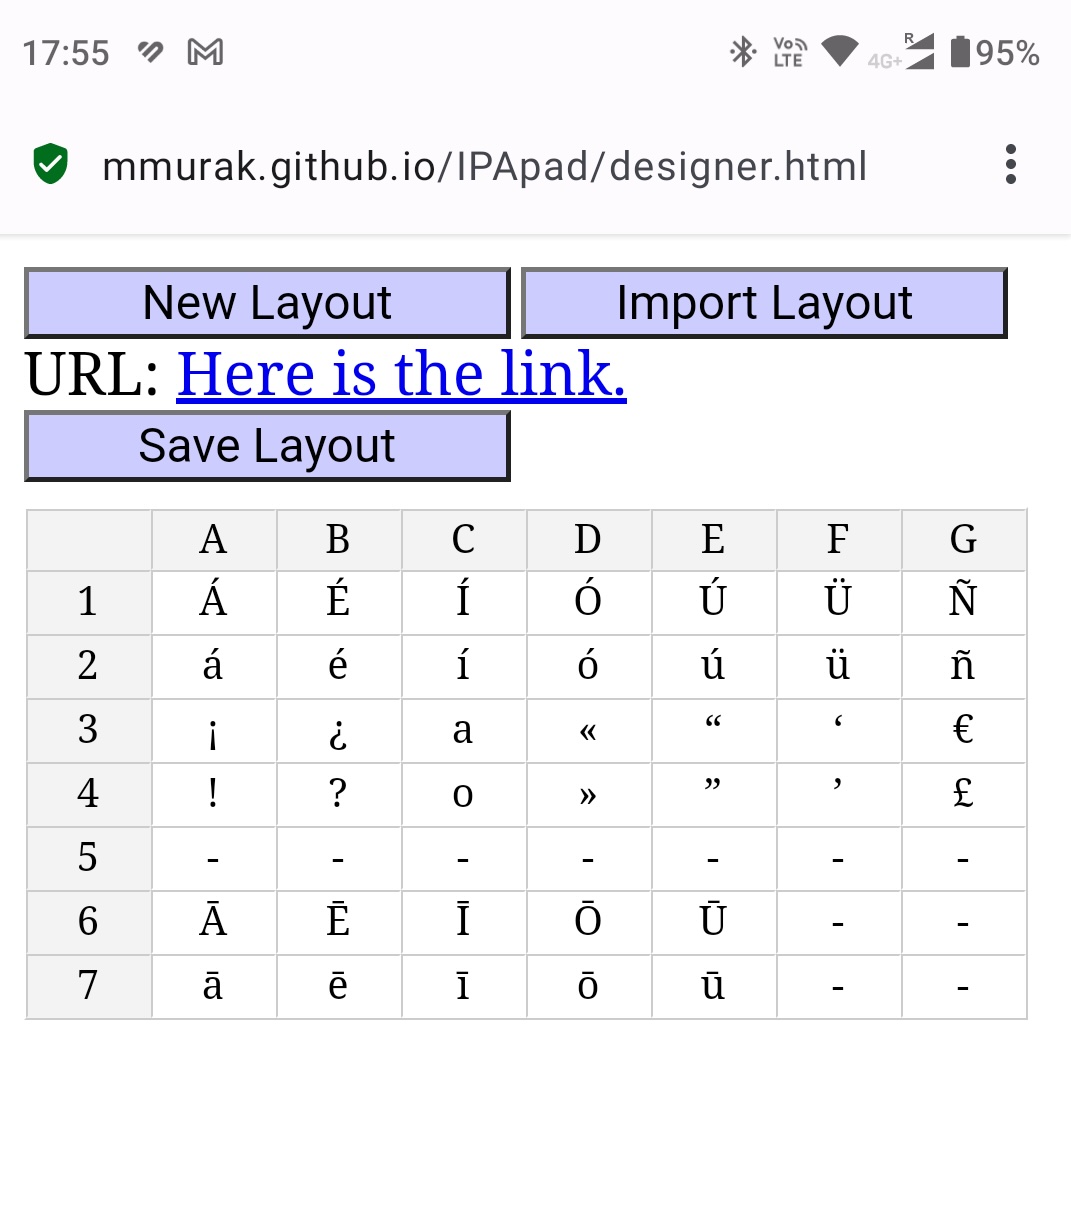 17:55 Vo LTE 4G+ R 95%
mmurak.github.io/IPApad/designer.html
New Layout Import Layout
URL: Here is the link.
Save Layout
A B C D E F G
1 Á É Í Ó Ú Ü Ñ
2 á é í ó ú ü ñ
3 ¡ ¿ a « “ ‘ €
4 ! ? o » ” ’ £
5 - - - - - - -
6 Ā Ē Ī Ō Ū - -
7 ā ē ī ō ū - -